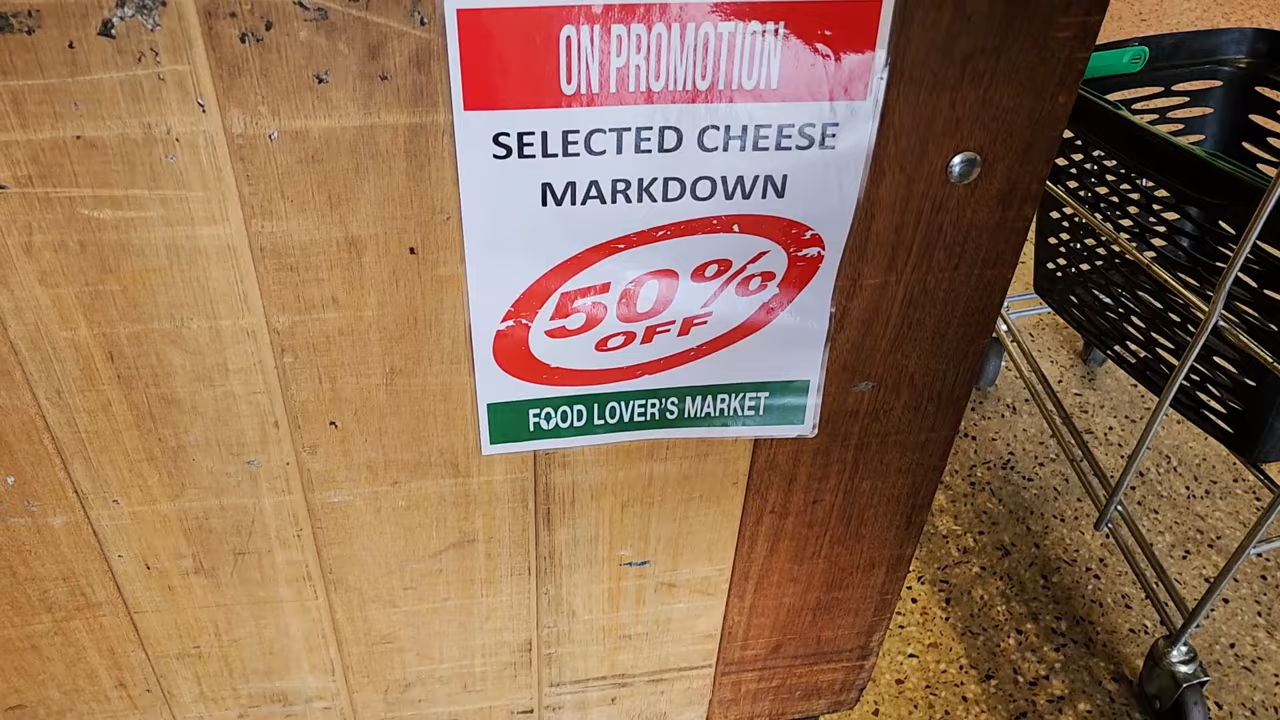 ON PROMOTION
SELECTED CHEESE
MARKDOWN
50%
OFF
FOOD LOVER'S MARKET